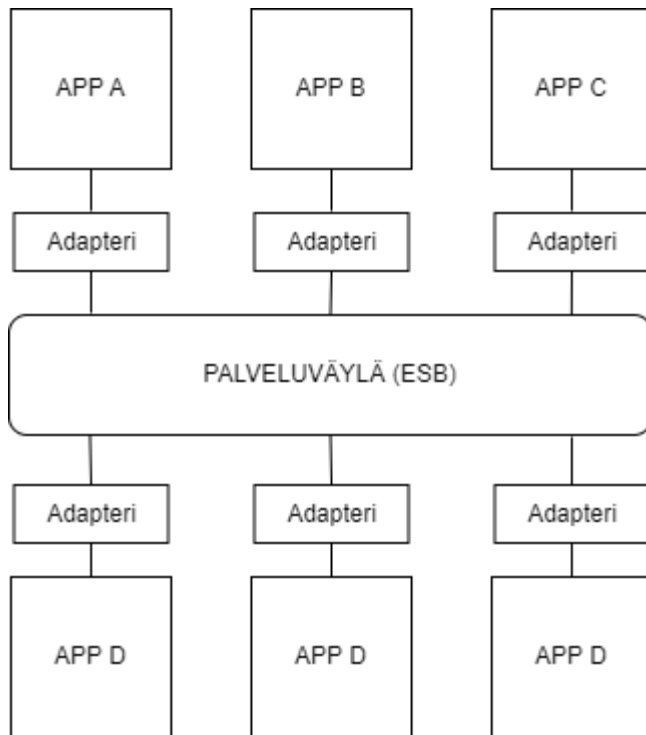 APP A
APP B
APP C
Adapteri
Adapteri
Adapteri
PALVELUVÄYLÄ (ESB)
Adapteri
Adapteri
Adapteri
APP D
APP D
APP D